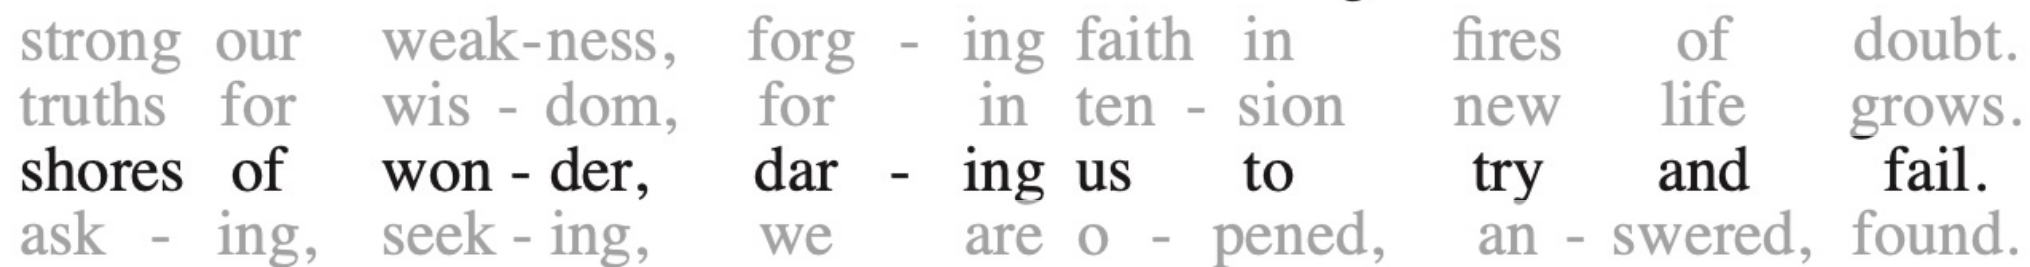 strong our weak-ness, forg - ing faith in fires of doubt.
truths for wis - dom, for in ten - sion new life grows.
shores of won - der, dar - ing us to try and fail.
ask - ing, seek - ing, we are o - pened, an - swered, found.